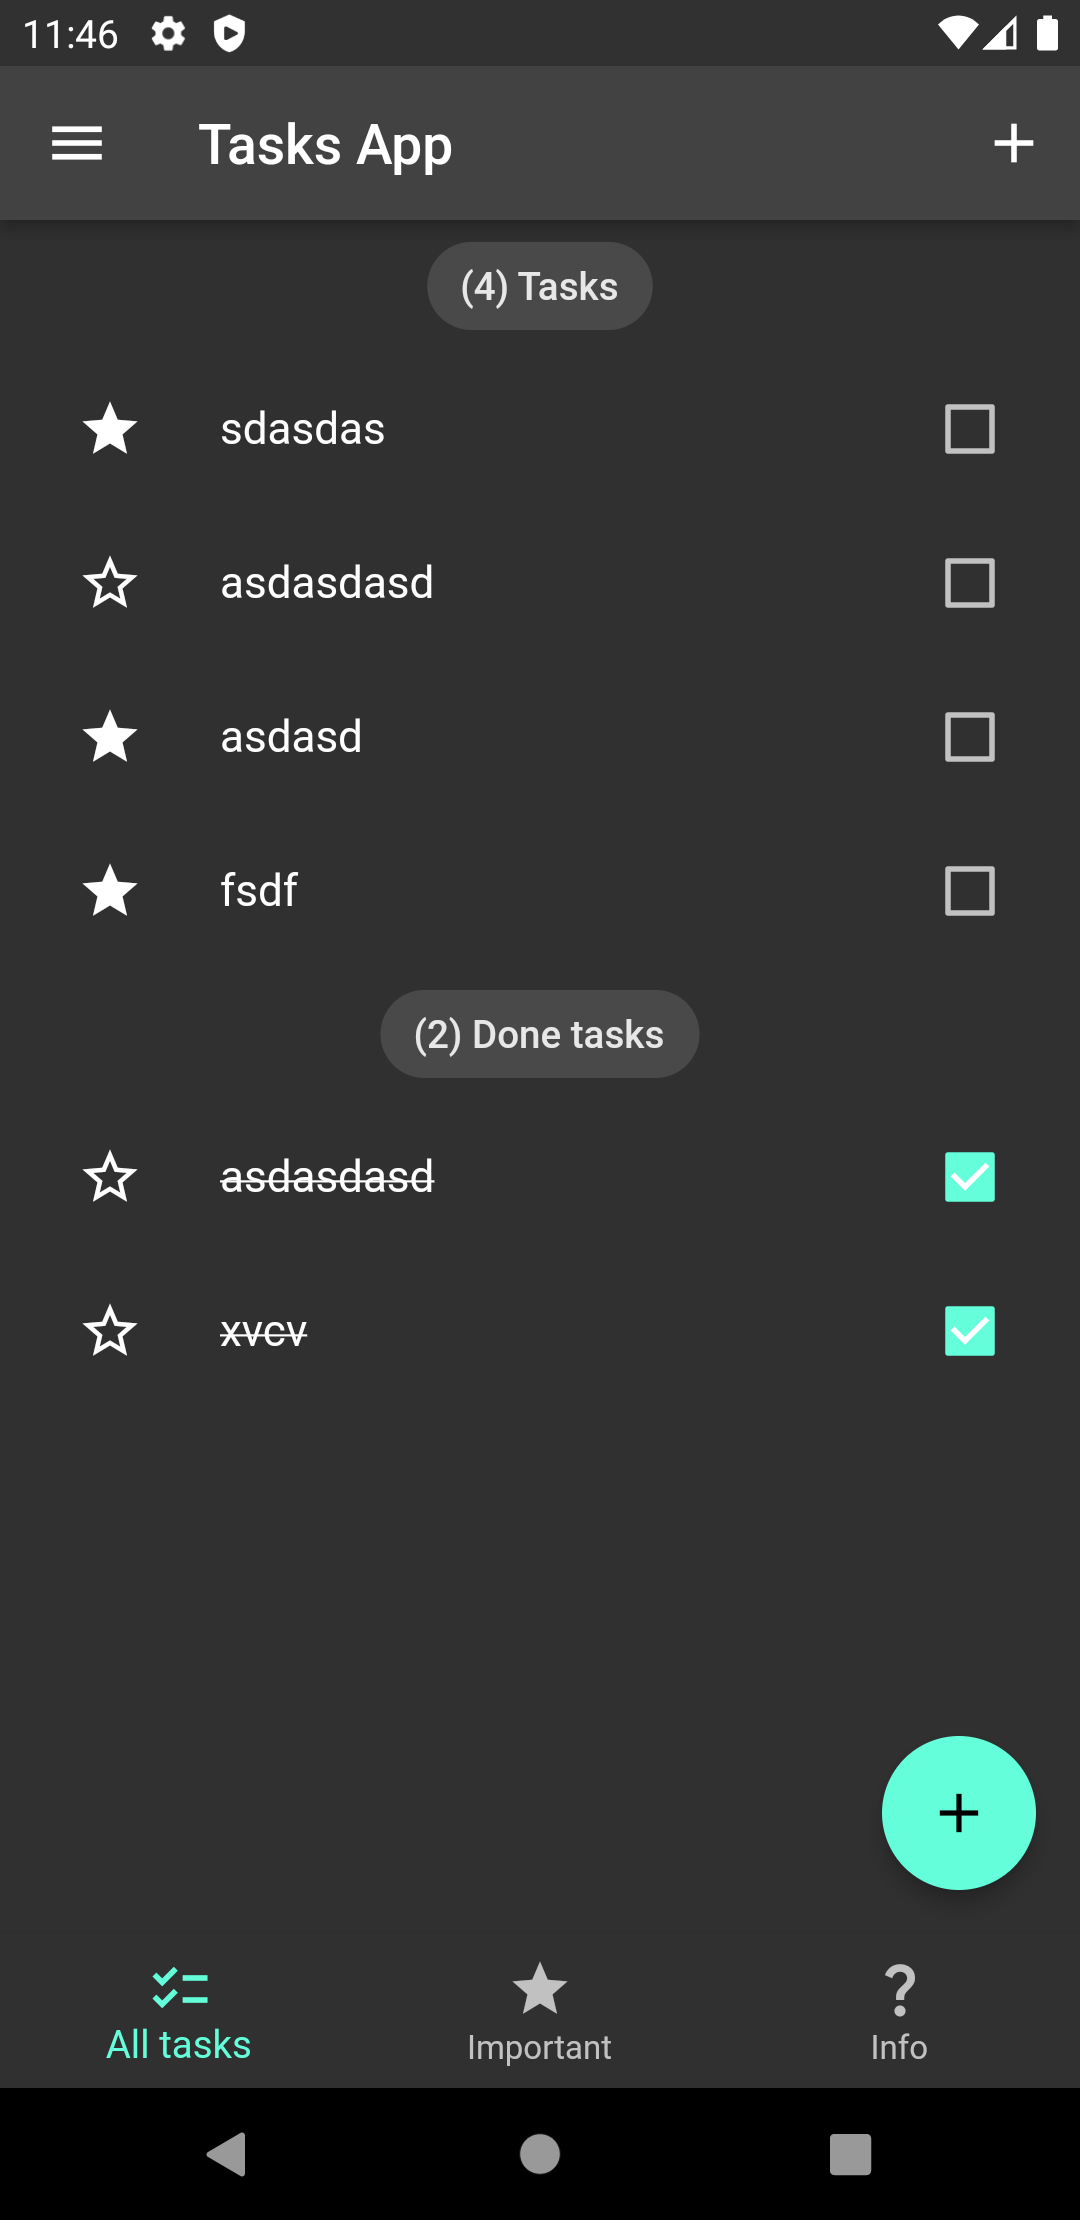 11:46
Tasks App
(4) Tasks
sdasdas
asdasdasd
asdasd
fsdf
(2) Done tasks
asdasdasd
xvcv
All tasks
Important
Info